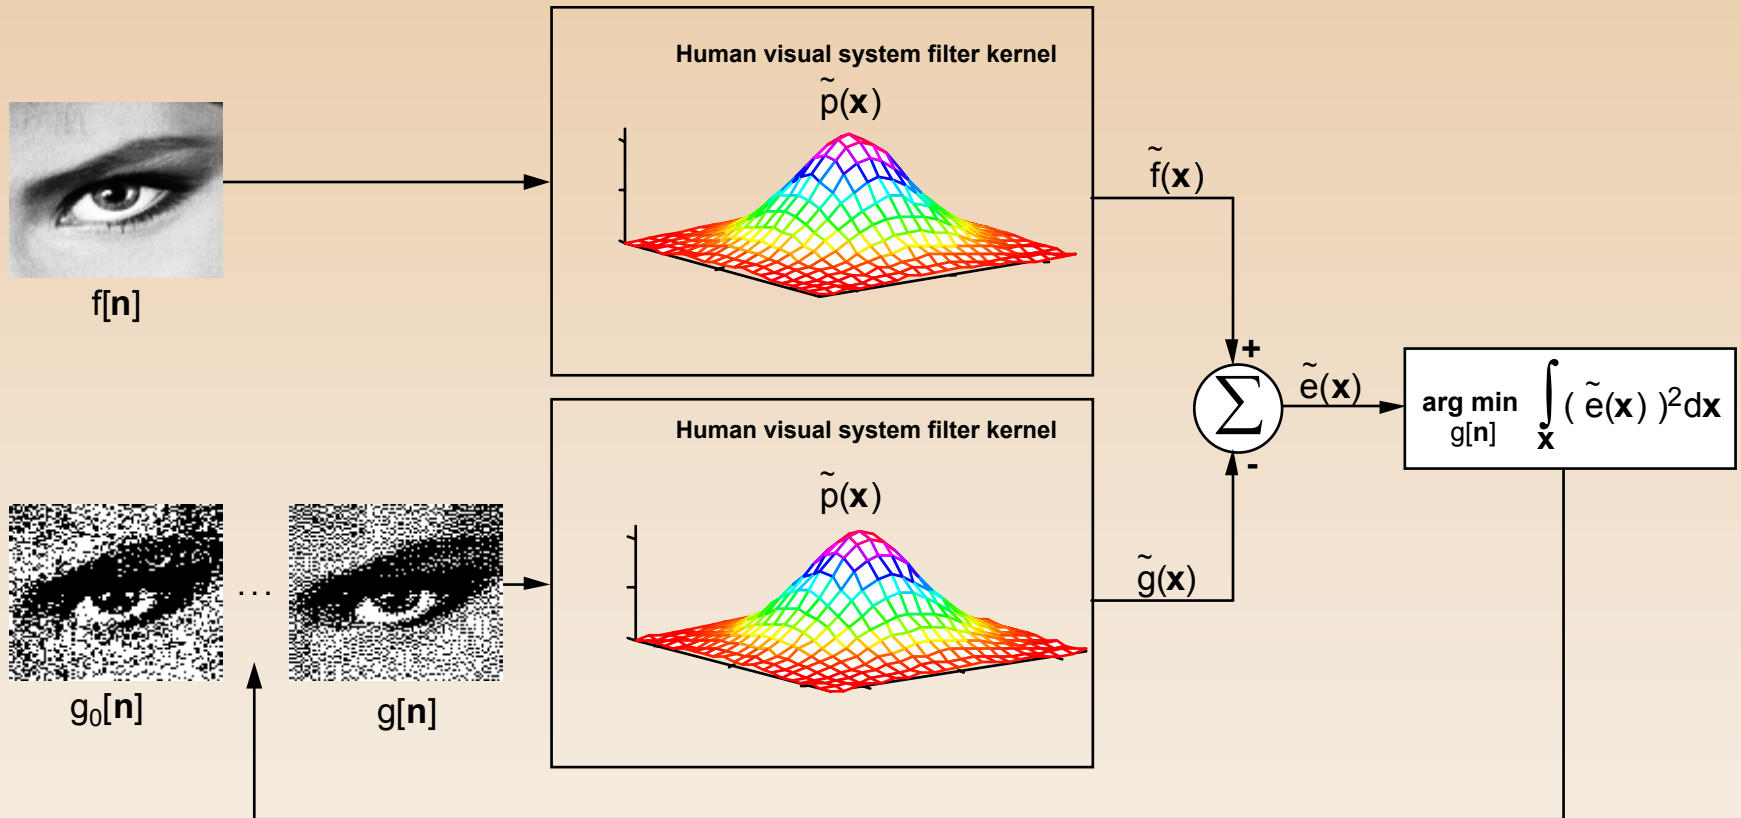 Human visual system filter kernel
p̃(x)
f[n]
f̃(x)
+
Σ
ẽ(x)
arg min ∫ ( ẽ(x) )²dx
g[n] x
-
Human visual system filter kernel
p̃(x)
g̃(x)
...
g₀[n]
g[n]